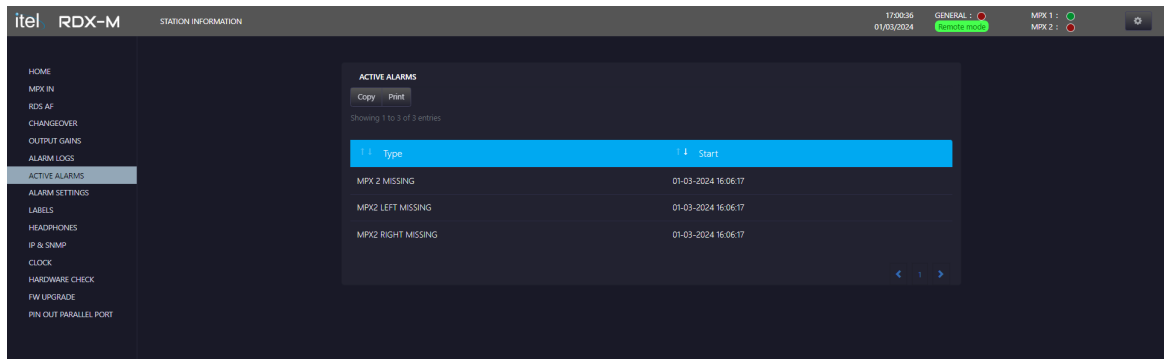 itel RDX-M STATION INFORMATION 17:00:36 GENERAL : MPX 1 :
01/03/2024 Remote mode MPX 2 :
HOME
MPX IN
RDS AF
CHANGEOVER
OUTPUT GAINS
ALARM LOGS
ACTIVE ALARMS
ALARM SETTINGS
LABELS
HEADPHONES
IP & SNMP
CLOCK
HARDWARE CHECK
FW UPGRADE
PIN OUT PARALLEL PORT
ACTIVE ALARMS
Copy Print
Showing 1 to 3 of 3 entries
↑↓ Type ↑↓ Start
MPX 2 MISSING 01-03-2024 16:06:17
MPX2 LEFT MISSING 01-03-2024 16:06:17
MPX2 RIGHT MISSING 01-03-2024 16:06:17
1